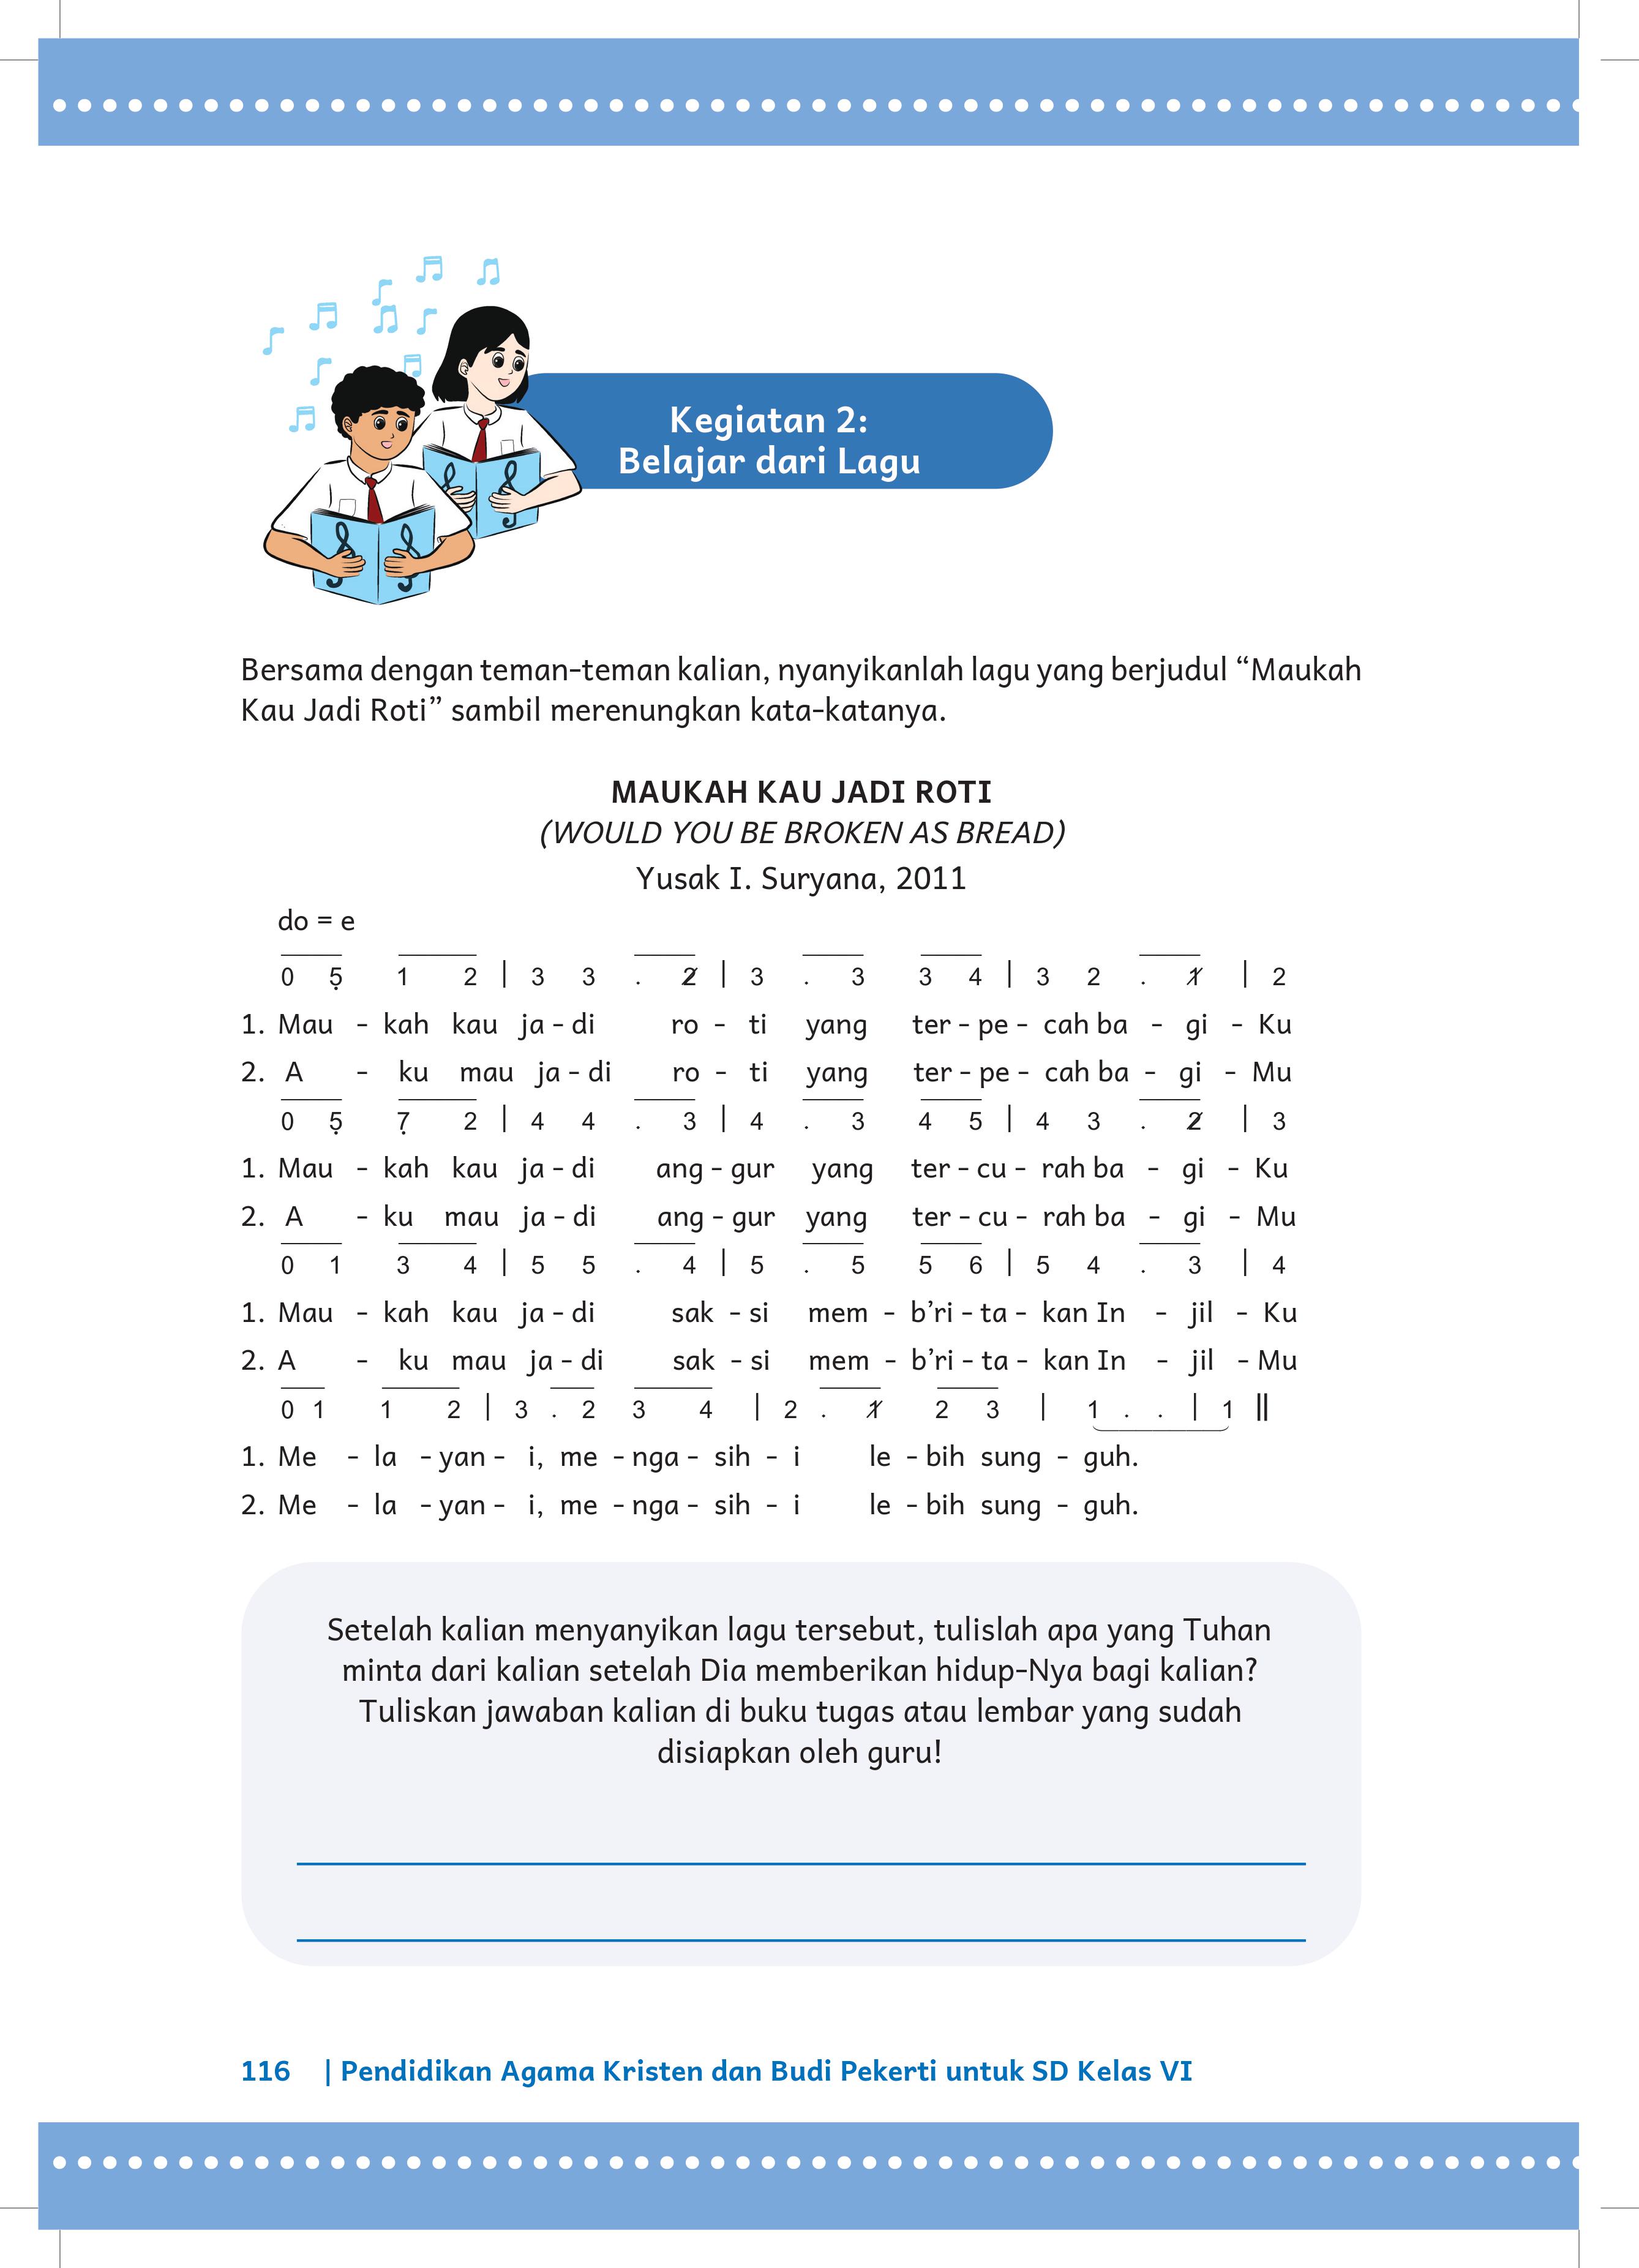 Kegiatan 2:
Belajar dari Lagu
Bersama dengan teman-teman kalian, nyanyikanlah lagu yang berjudul “Maukah
Kau Jadi Roti” sambil merenungkan kata-katanya.
MAUKAH KAU JADI ROTI
(WOULD YOU BE BROKEN AS BREAD)
Yusak I. Suryana, 2011
do = e
0 5̣ 1 2 | 3 3 . 2̸ | 3 . 3 3 4 | 3 2 . 1̸ | 2
1. Mau - kah kau ja - di ro - ti yang ter - pe - cah ba - gi - Ku
2. A - ku mau ja - di ro - ti yang ter - pe - cah ba - gi - Mu
0 5̣ 7̣ 2 | 4 4 . 3 | 4 . 3 4 5 | 4 3 . 2̸ | 3
1. Mau - kah kau ja - di ang - gur yang ter - cu - rah ba - gi - Ku
2. A - ku mau ja - di ang - gur yang ter - cu - rah ba - gi - Mu
0 1 3 4 | 5 5 . 4 | 5 . 5 5 6 | 5 4 . 3 | 4
1. Mau - kah kau ja - di sak - si mem - b’ri - ta - kan In - jil - Ku
2. A - ku mau ja - di sak - si mem - b’ri - ta - kan In - jil - Mu
0 1 1 2 | 3 . 2 3 4 | 2 . 1̸ 2 3 | 1 . . | 1 ||
1. Me - la - yan - i, me - nga - sih - i le - bih sung - guh.
2. Me - la - yan - i, me - nga - sih - i le - bih sung - guh.
Setelah kalian menyanyikan lagu tersebut, tulislah apa yang Tuhan
minta dari kalian setelah Dia memberikan hidup-Nya bagi kalian?
Tuliskan jawaban kalian di buku tugas atau lembar yang sudah
disiapkan oleh guru!
116 | Pendidikan Agama Kristen dan Budi Pekerti untuk SD Kelas VI